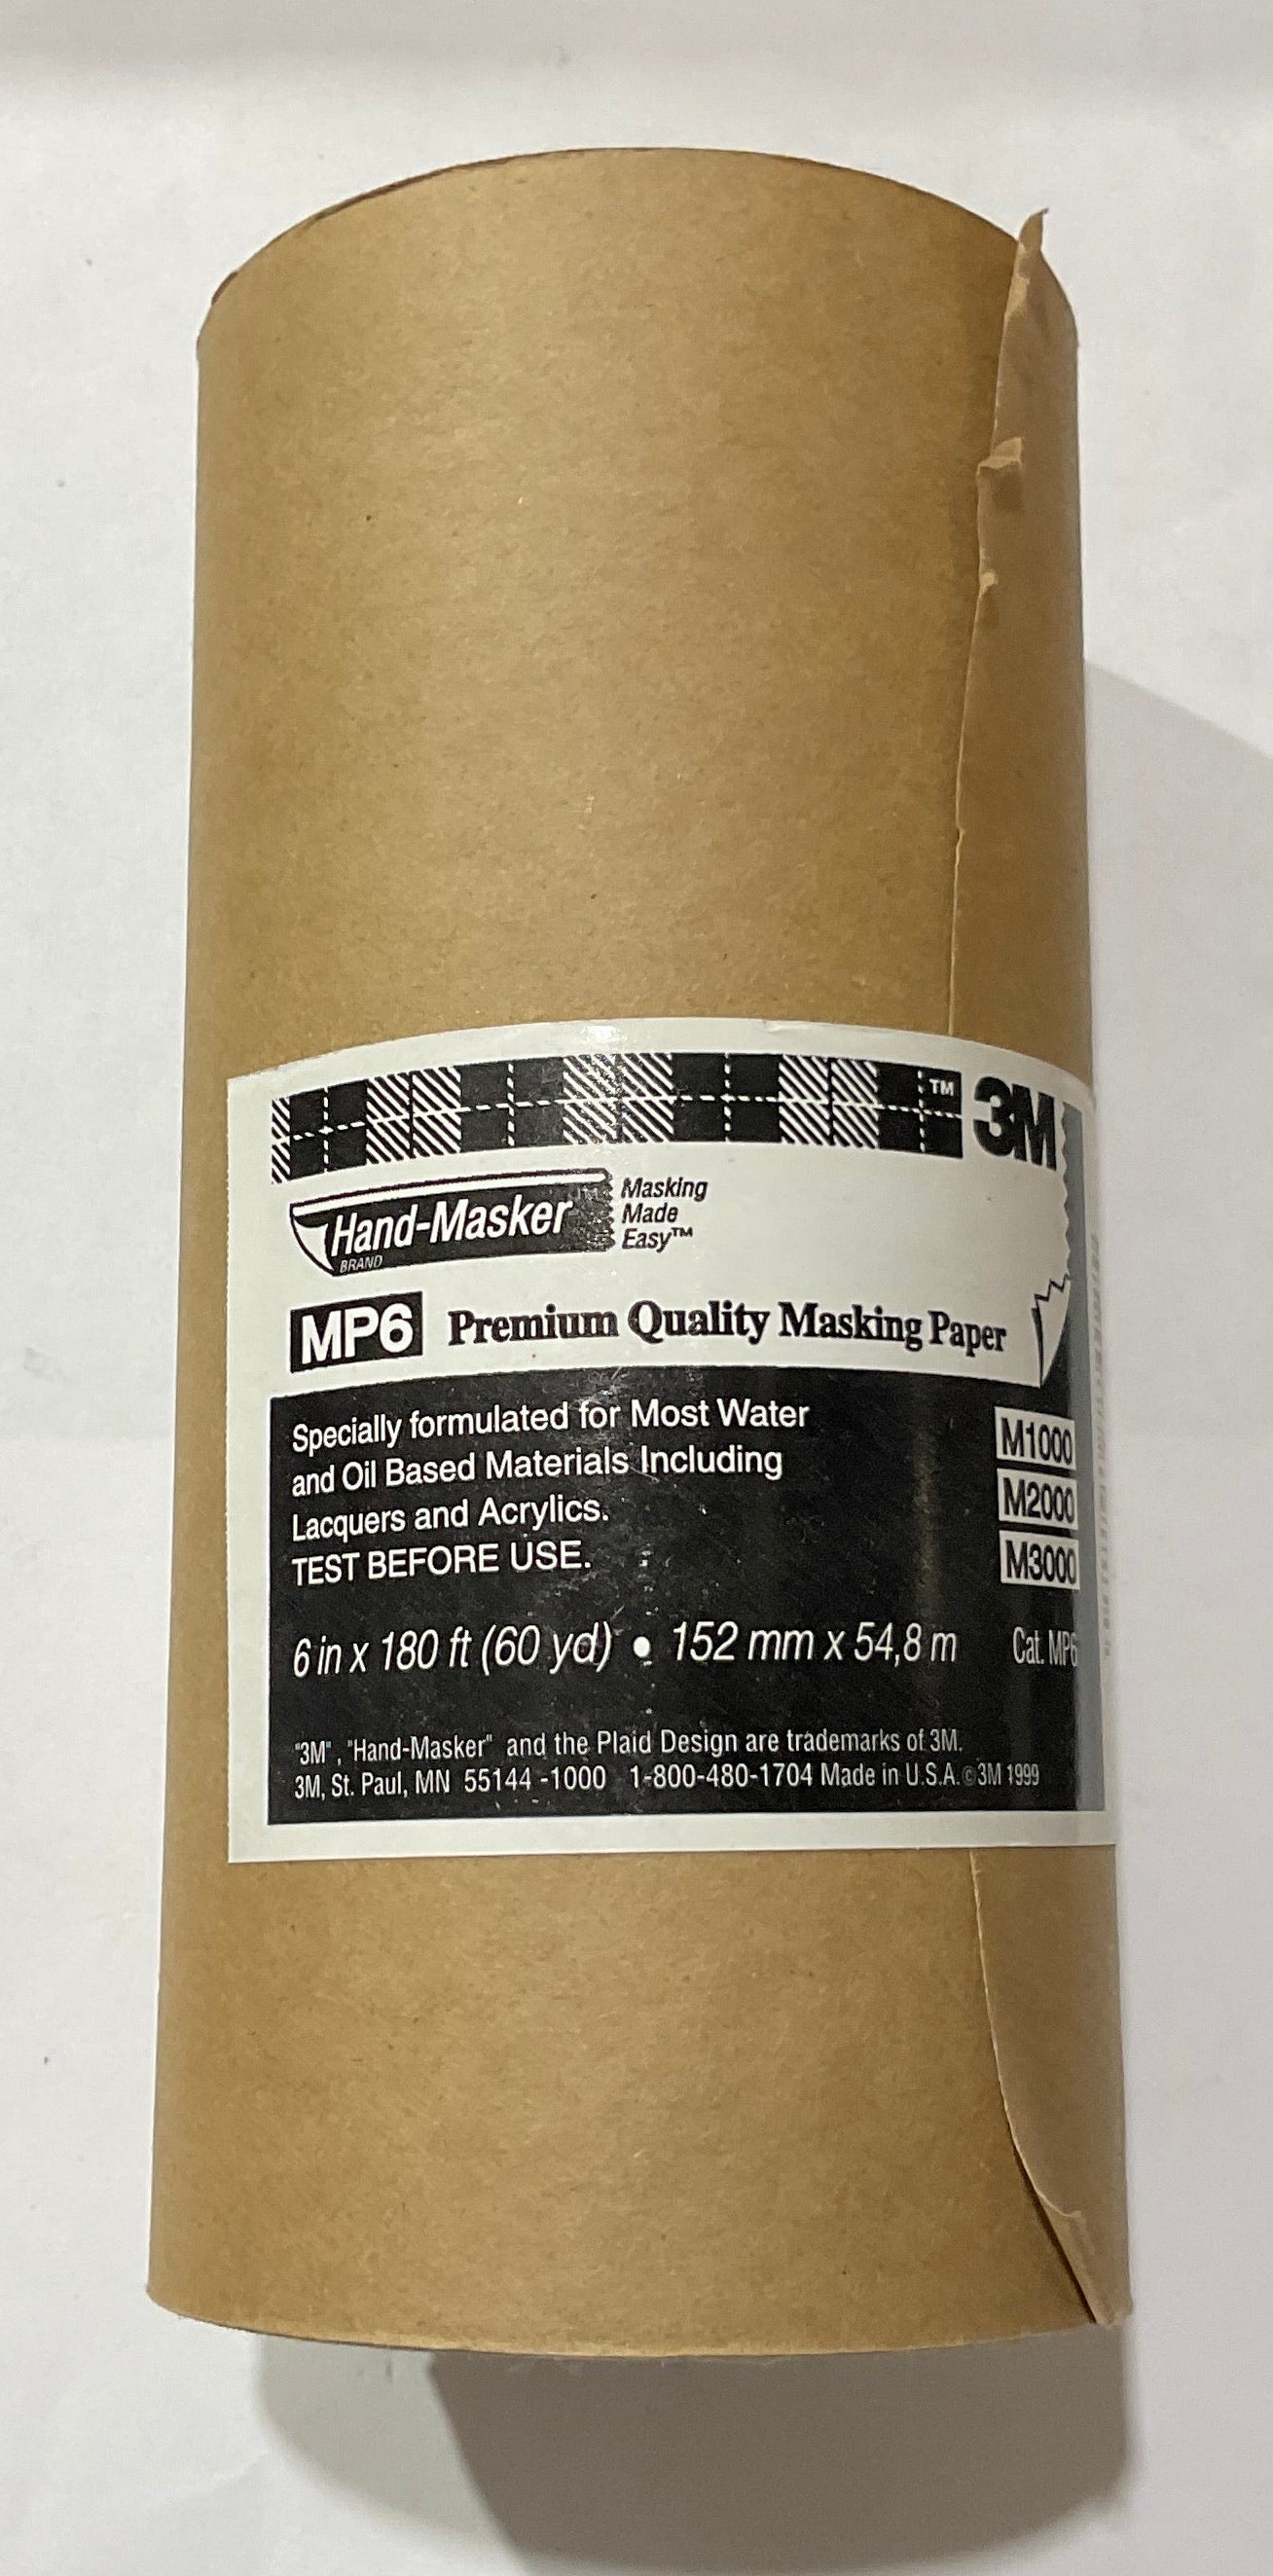 ™ 3M
Hand-Masker
BRAND
Masking
Made
Easy™
MP6 Premium Quality Masking Paper
Specially formulated for Most Water
and Oil Based Materials Including
Lacquers and Acrylics.
TEST BEFORE USE.
M1000
M2000
M3000
6 in x 180 ft (60 yd) • 152 mm x 54,8 m Cat. MP6
"3M", "Hand-Masker" and the Plaid Design are trademarks of 3M.
3M, St. Paul, MN 55144 -1000 1-800-480-1704 Made in U.S.A. ©3M 1999